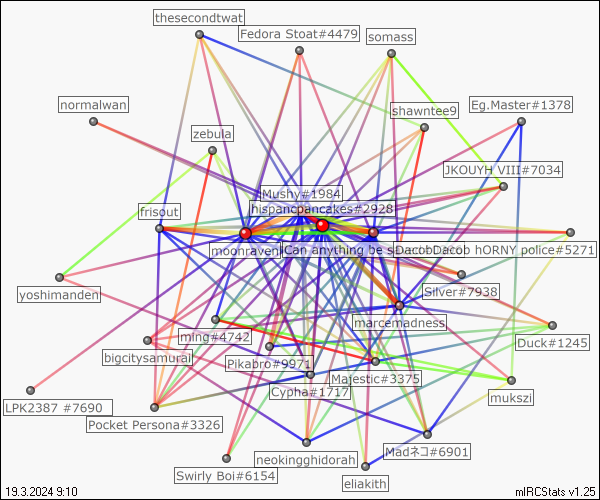 thesecondtwat
Fedora Stoat#4479
somass
normalwan
shawntee9
Eg.Master#1378
zebula
JKOUYH VIII#7034
Mushy#1984
frisout
hispancpancakes#2928
moonraven
Can anything be s
DacobDacob
hORNY police#5271
yoshimanden
Silver#7938
marcemadness
ming#4742
Duck#1245
bigcitysamurai
Pikabro#9971
Majestic#3375
Cypha#1717
mukszi
LPK2387 #7690
Pocket Persona#3326
Madネコ#6901
neokingghidorah
Swirly Boi#6154
eliakith
19.3.2024 9:10
mIRCStats v1.25